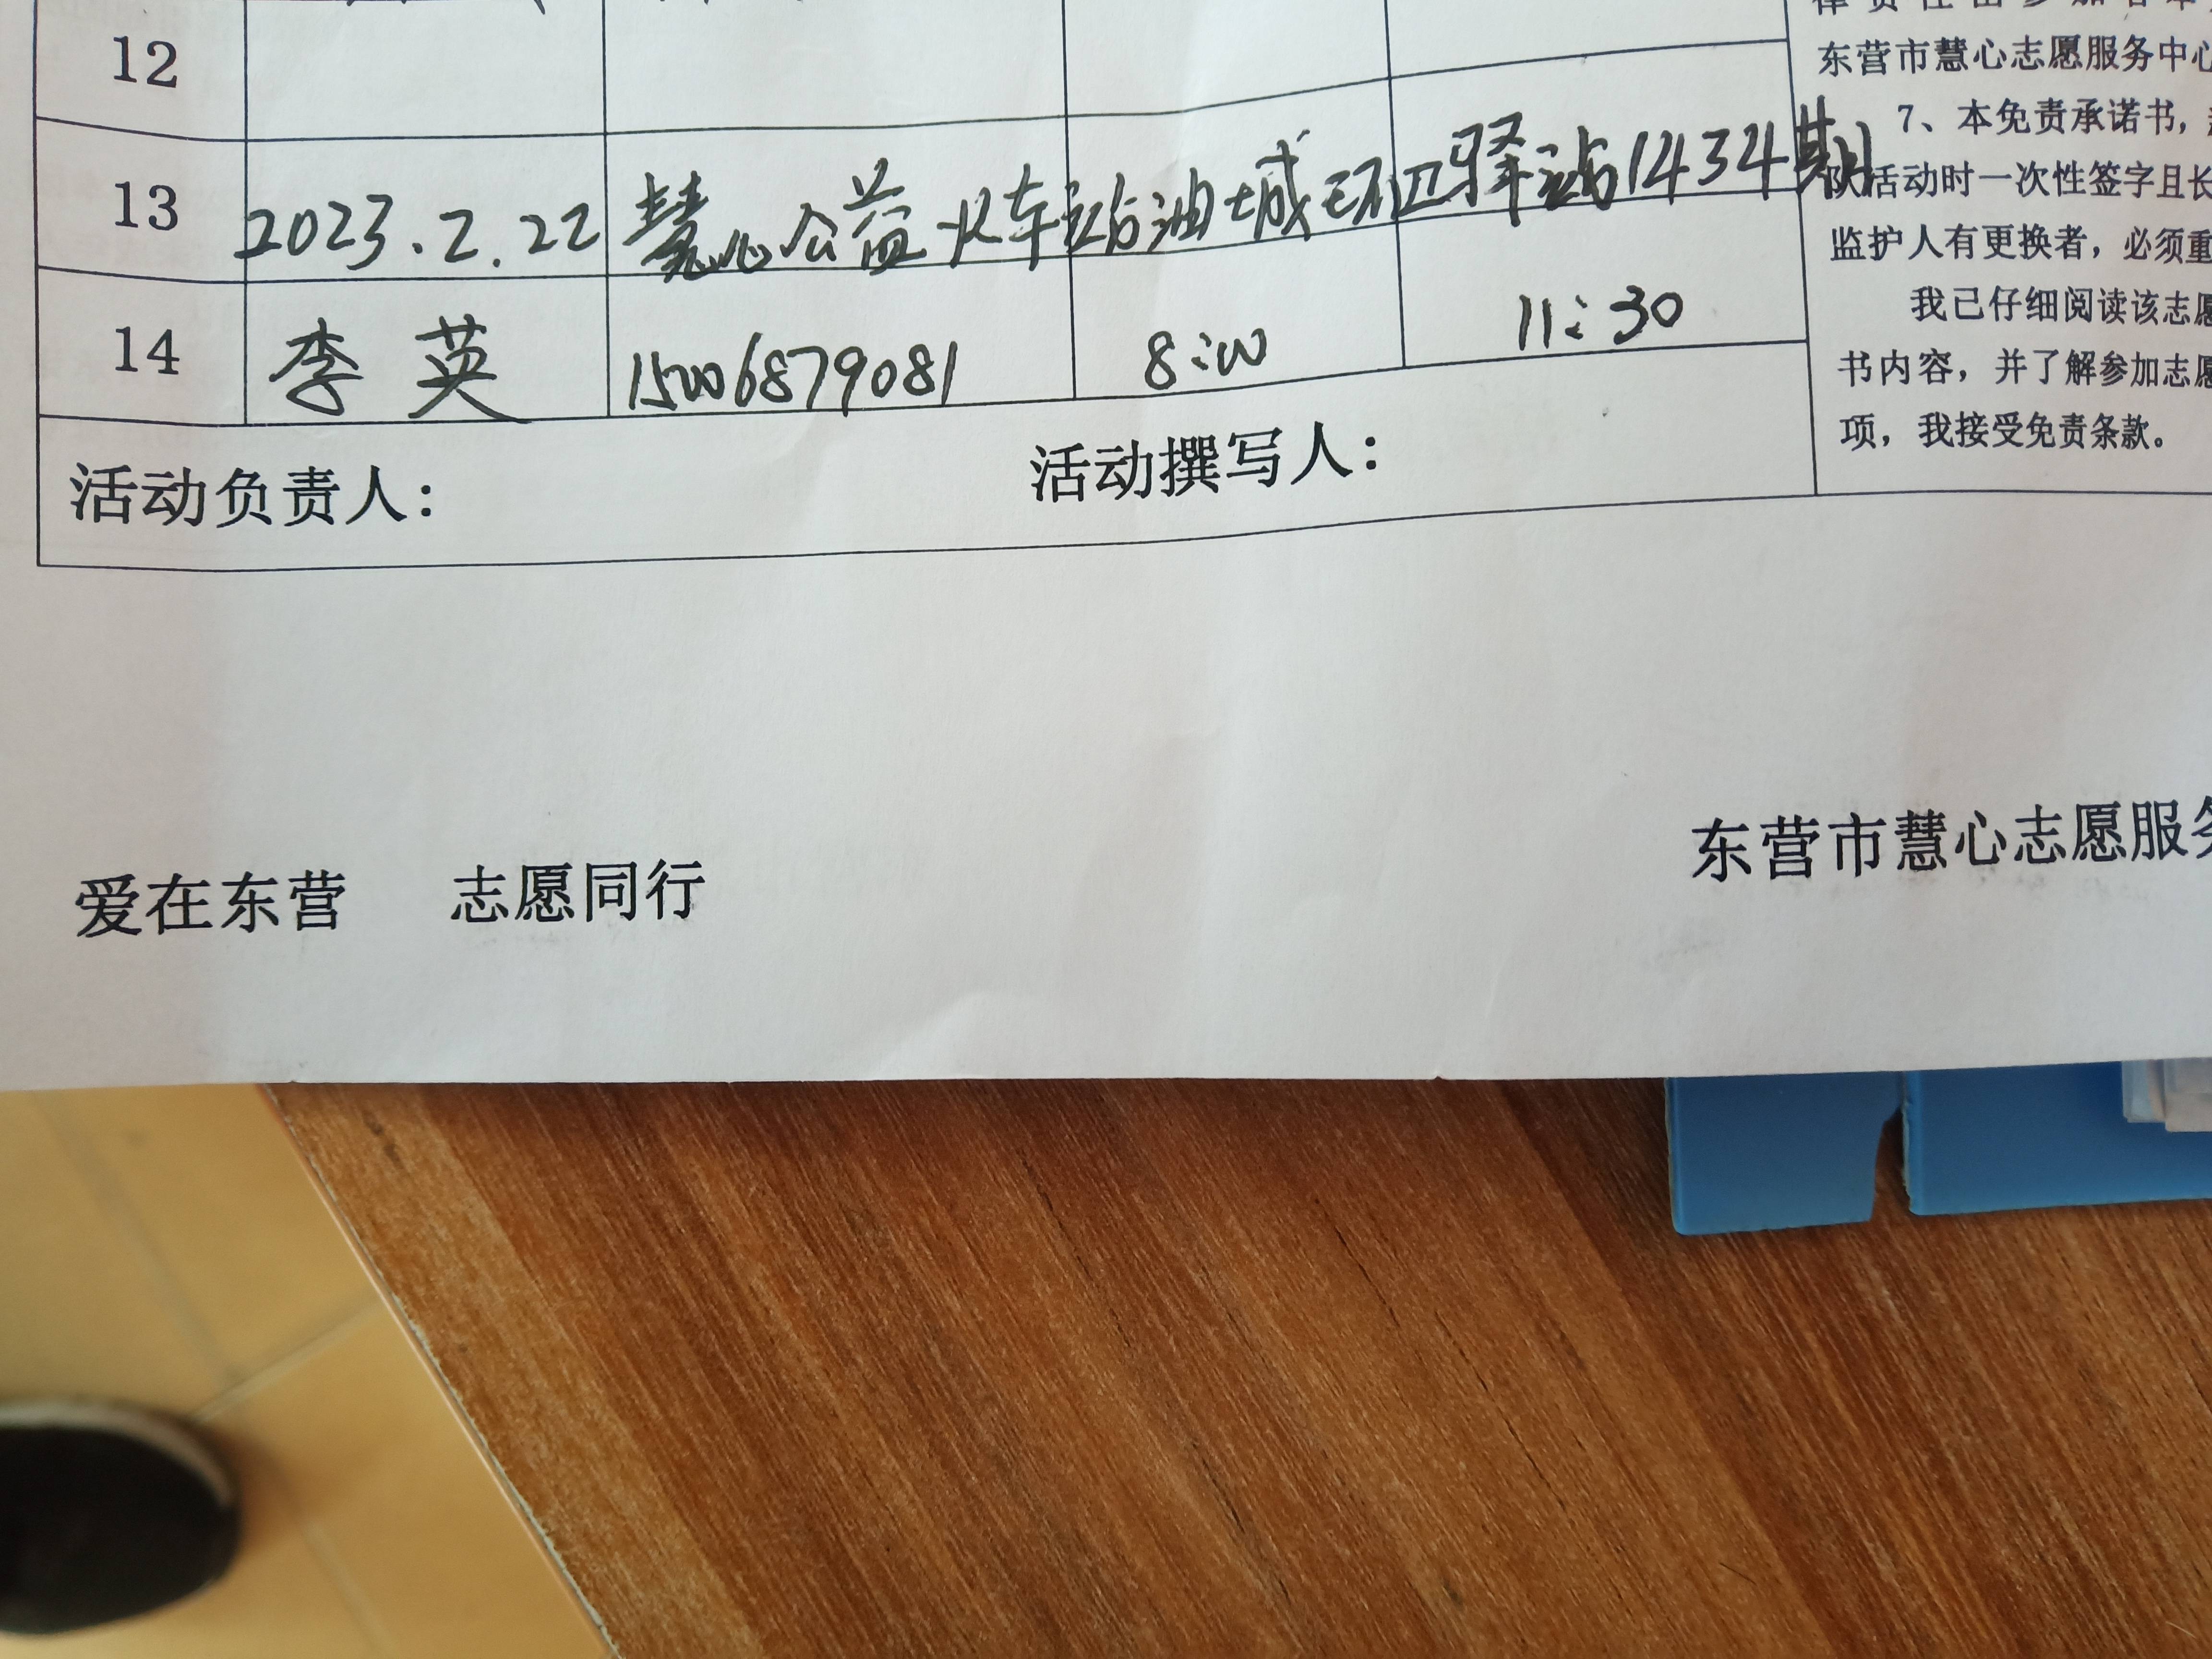 12
13 2023.2.22 慧心公益火车站油城环卫驿站1434期
14 李英 15006879081 8:00 11:30
活动负责人： 活动撰写人：
东营市慧心志愿服务中心
7、本免责承诺书，
队活动时一次性签字且长
监护人有更换者，必须重
我已仔细阅读该志愿
书内容，并了解参加志愿
项，我接受免责条款。
爱在东营 志愿同行
东营市慧心志愿服务